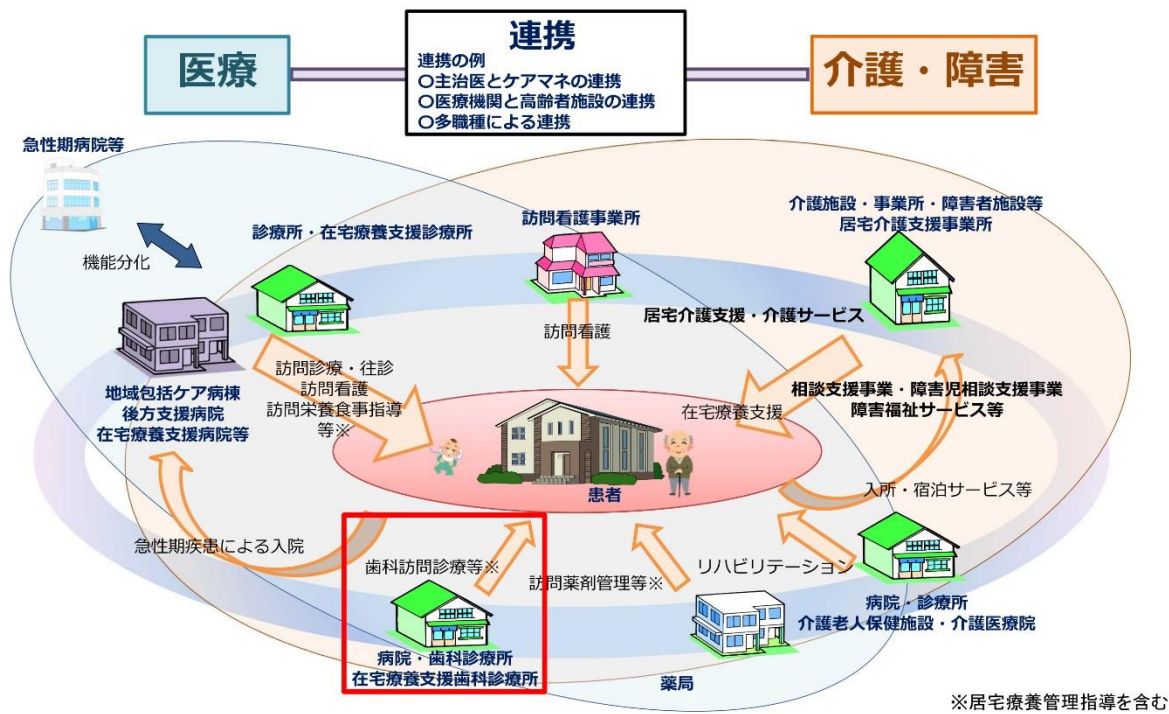 医療
連携
連携の例
〇主治医とケアマネの連携
〇医療機関と高齢者施設の連携
〇多職種による連携
介護・障害
急性期病院等
機能分化
診療所・在宅療養支援診療所
訪問看護事業所
介護施設・事業所・障害者施設等
居宅介護支援事業所
地域包括ケア病棟
後方支援病院
在宅療養支援病院等
訪問診療・往診
訪問看護
訪問栄養食事指導
等※
訪問看護
居宅介護支援・介護サービス
在宅療養支援
相談支援事業・障害児相談支援事業
障害福祉サービス等
患者
入所・宿泊サービス等
急性期疾患による入院
歯科訪問診療等※
病院・歯科診療所
在宅療養支援歯科診療所
訪問薬剤管理等※
薬局
リハビリテーション
病院・診療所
介護老人保健施設・介護医療院
※居宅療養管理指導を含む